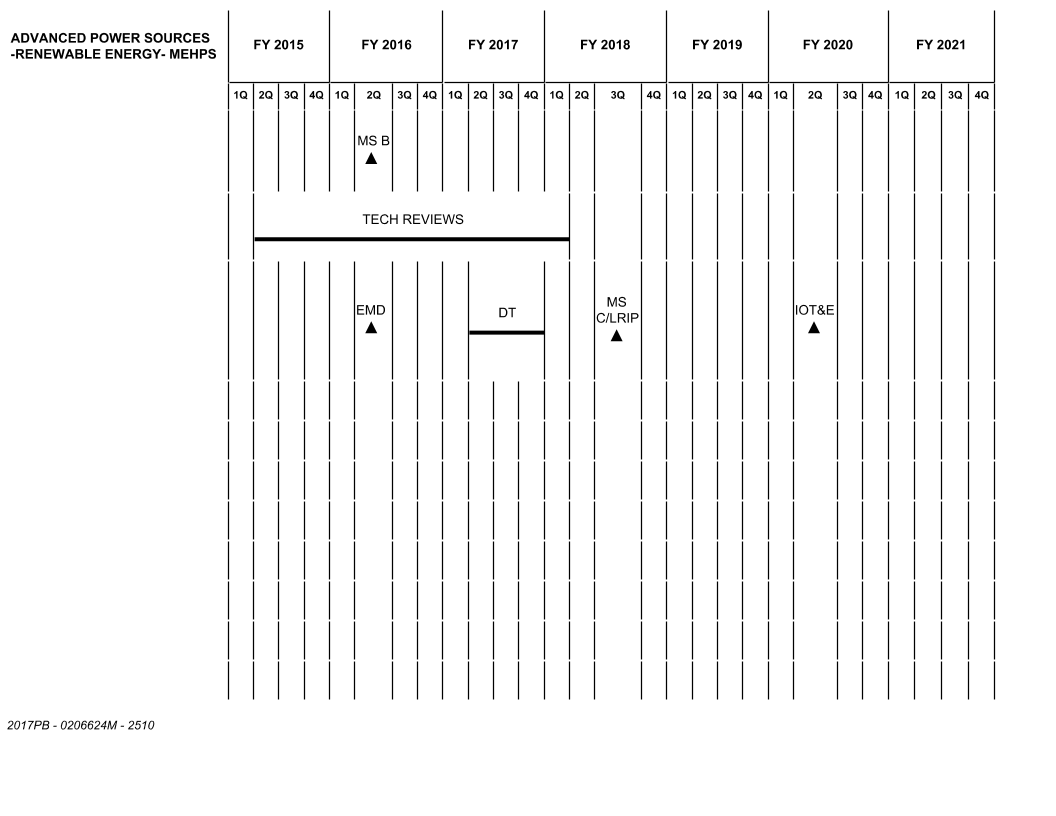 ADVANCED POWER SOURCES
-RENEWABLE ENERGY- MEHPS
FY 2015 FY 2016 FY 2017 FY 2018 FY 2019 FY 2020 FY 2021
1Q 2Q 3Q 4Q 1Q 2Q 3Q 4Q 1Q 2Q 3Q 4Q 1Q 2Q 3Q 4Q 1Q 2Q 3Q 4Q 1Q 2Q 3Q 4Q 1Q 2Q 3Q 4Q
MS B
TECH REVIEWS
EMD
DT
MS
C/LRIP
IOT&E
2017PB - 0206624M - 2510